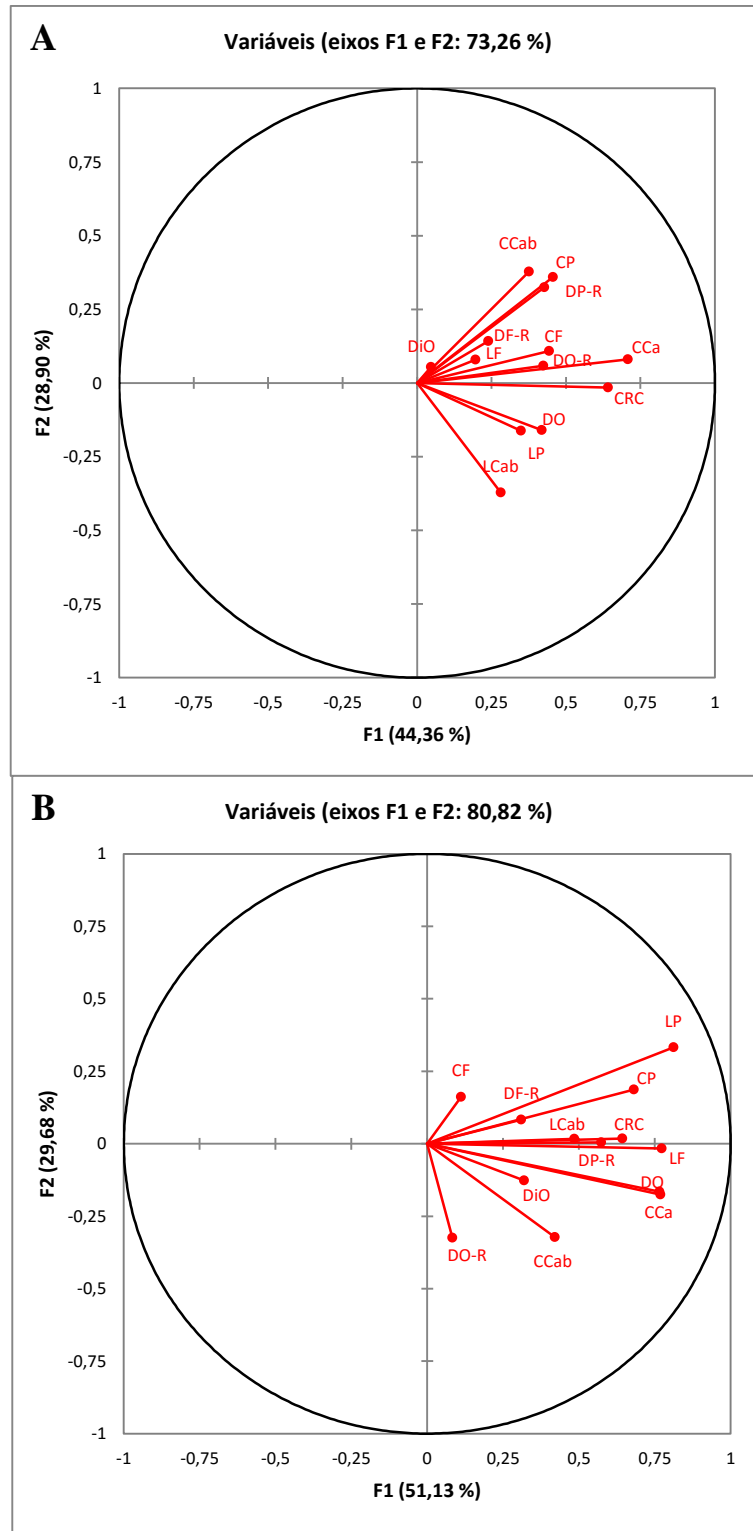 A
Variáveis (eixos F1 e F2: 73,26 %)
1
0,75
0,5
0,25
0
-0,25
-0,5
-0,75
-1
F2 (28,90 %)
CCab
CP
DP-R
DF-R
CF
DiO
LF
DO-R
CCa
CRC
DO
LP
LCab
-1
-0,75
-0,5
-0,25
0
0,25
0,5
0,75
1
F1 (44,36 %)
B
Variáveis (eixos F1 e F2: 80,82 %)
1
0,75
0,5
0,25
0
-0,25
-0,5
-0,75
-1
F2 (29,68 %)
LP
CF
CP
DF-R
LCab
CRC
DP-R
LF
DO
DiO
CCa
DO-R
CCab
-1
-0,75
-0,5
-0,25
0
0,25
0,5
0,75
1
F1 (51,13 %)